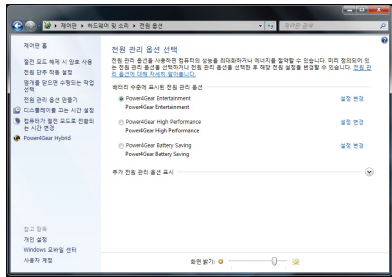 ▸ 제어판 ▸ 하드웨어 및 소리 ▸ 전원 옵션
제어판 검색
제어판 홈
절전 모드 해제 시 암호 사용
전원 단추 작동 설정
덮개를 닫으면 수행되는 작업 선택
전원 관리 옵션 만들기
디스플레이를 끄는 시간 설정
컴퓨터가 절전 모드로 전환되는 시간 변경
Power4Gear Hybrid
참고 항목
개인 설정
Windows 모바일 센터
사용자 계정
전원 관리 옵션 선택
전원 관리 옵션을 사용하면 컴퓨터의 성능을 최대화하거나 에너지를 절약할 수 있습니다. 미리 정의되어 있
는 전원 관리 옵션을 선택하거나 전원 관리 옵션을 선택한 후 해당 전원 설정을 변경할 수 있습니다. 전원 관
리 옵션에 대해 자세히 알아봅니다.
배터리 수준에 표시된 전원 관리 옵션
Power4Gear Entertainment 설정 변경
Power4Gear Entertainment
Power4Gear High Performance 설정 변경
Power4Gear High Performance
Power4Gear Battery Saving 설정 변경
Power4Gear Battery Saving
추가 전원 관리 옵션 표시
화면 밝기: